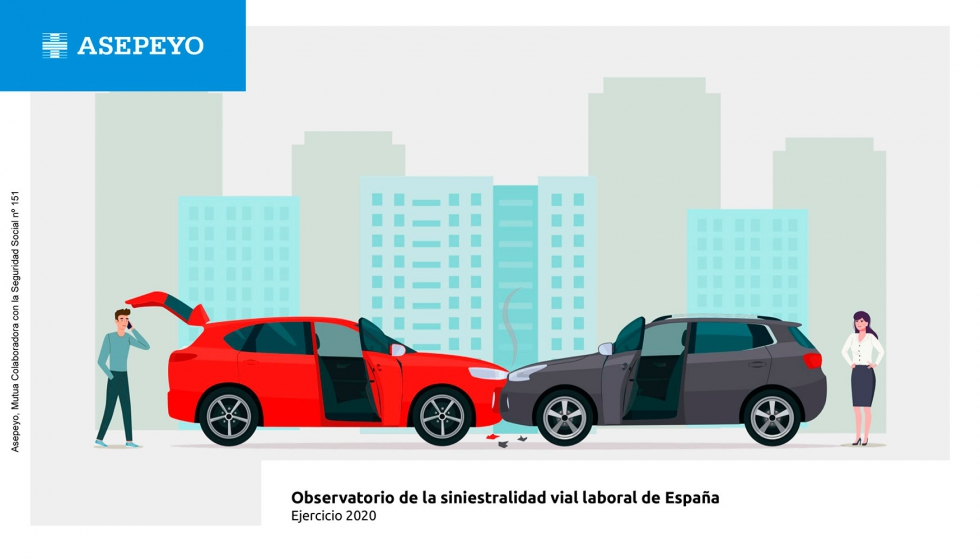 ASEPEYO
Asepeyo, Mutua Colaboradora con la Seguridad Social nº 151
Observatorio de la siniestralidad vial laboral de España
Ejercicio 2020